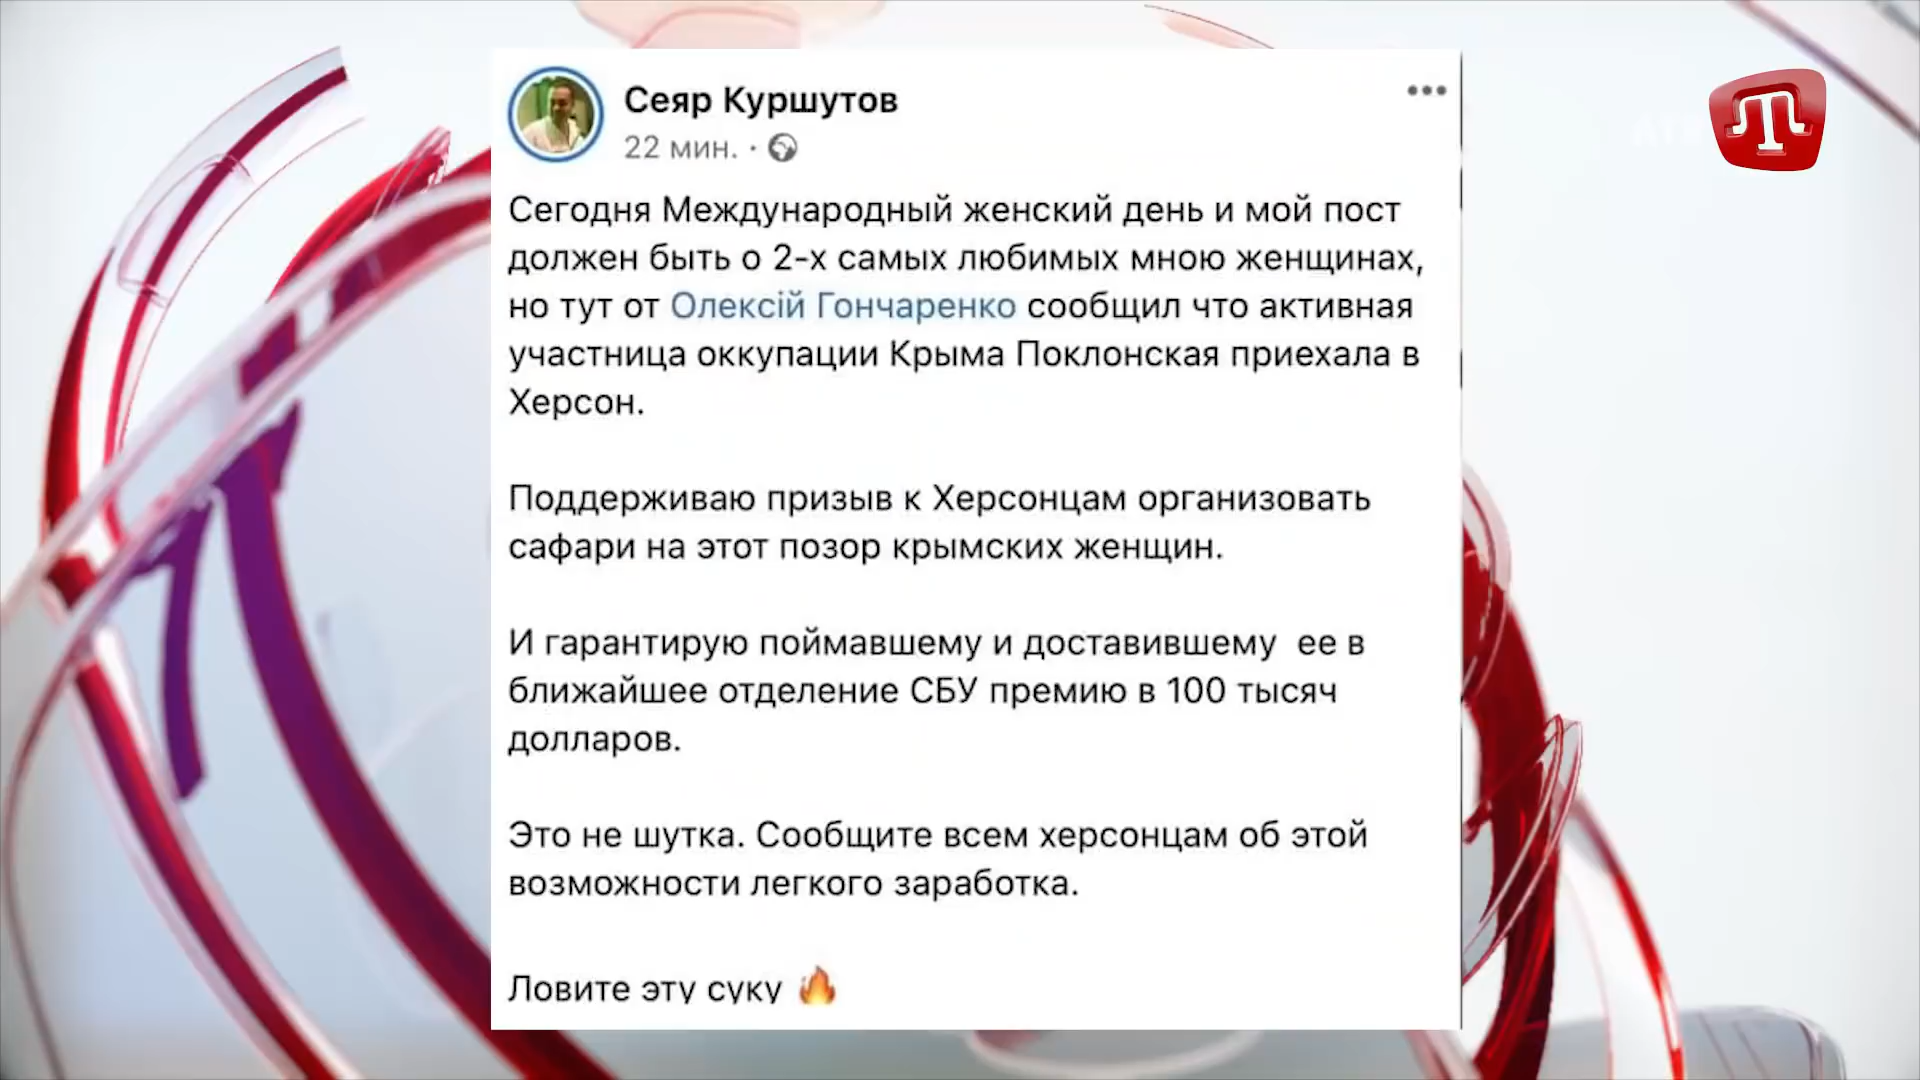 Сеяр Куршутов
22 мин. ·
Сегодня Международный женский день и мой пост
должен быть о 2-х самых любимых мною женщинах,
но тут от Олексій Гончаренко сообщил что активная
участница оккупации Крыма Поклонская приехала в
Херсон.
Поддерживаю призыв к Херсонцам организовать
сафари на этот позор крымских женщин.
И гарантирую поймавшему и доставившему  ее в
ближайшее отделение СБУ премию в 100 тысяч
долларов.
Это не шутка. Сообщите всем херсонцам об этой
возможности легкого заработка.
Ловите эту суку 🔥